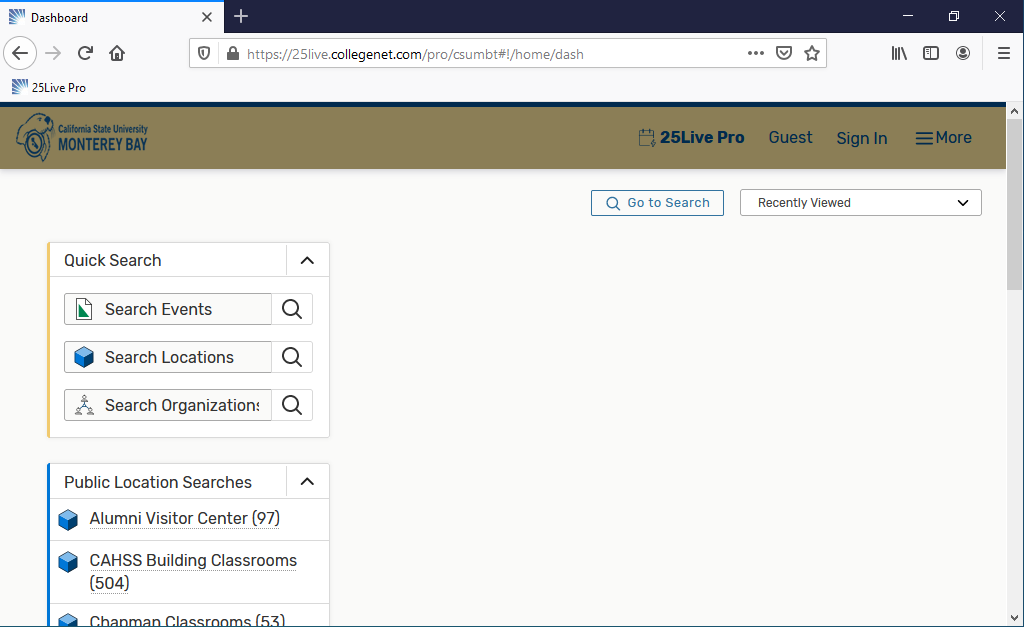 Dashboard
https://25live.collegenet.com/pro/csumbt#!/home/dash
25Live Pro
California State University
MONTEREY BAY
25Live Pro Guest Sign In More
Go to Search Recently Viewed
Quick Search
Search Events
Search Locations
Search Organizations
Public Location Searches
Alumni Visitor Center (97)
CAHSS Building Classrooms
(504)
Chapman Classrooms (53)